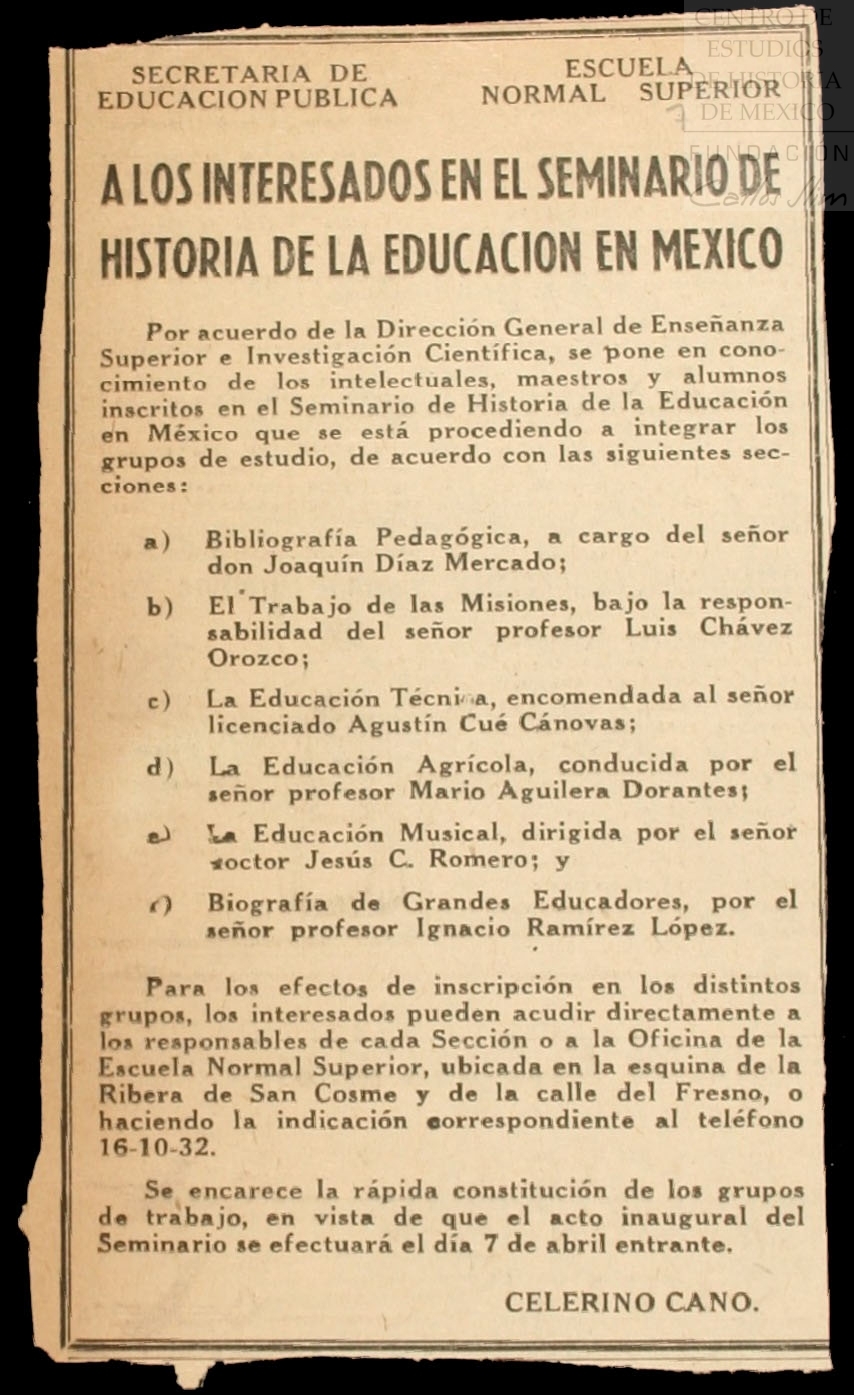 CENTRO DE
ESTUDIOS
DE HISTORIA
DE MEXICO
FUNDACIÓN
Carlos Slim
SECRETARIA DE
EDUCACION PUBLICA
ESCUELA
NORMAL SUPERIOR
A LOS INTERESADOS EN EL SEMINARIO DE
HISTORIA DE LA EDUCACION EN MEXICO
Por acuerdo de la Dirección General de Enseñanza
Superior e Investigación Científica, se pone en cono-
cimiento de los intelectuales, maestros y alumnos
inscritos en el Seminario de Historia de la Educación
en México que se está procediendo a integrar los
grupos de estudio, de acuerdo con las siguientes sec-
ciones:
a) Bibliografía Pedagógica, a cargo del señor
don Joaquín Díaz Mercado;
b) El Trabajo de las Misiones, bajo la respon-
sabilidad del señor profesor Luis Chávez
Orozco;
c) La Educación Técnica, encomendada al señor
licenciado Agustín Cué Cánovas;
d) La Educación Agrícola, conducida por el
señor profesor Mario Aguilera Dorantes;
e) La Educación Musical, dirigida por el señor
doctor Jesús C. Romero; y
f) Biografía de Grandes Educadores, por el
señor profesor Ignacio Ramírez López.
Para los efectos de inscripción en los distintos
grupos, los interesados pueden acudir directamente a
los responsables de cada Sección o a la Oficina de la
Escuela Normal Superior, ubicada en la esquina de la
Ribera de San Cosme y de la calle del Fresno, o
haciendo la indicación correspondiente al teléfono
16-10-32.
Se encarece la rápida constitución de los grupos
de trabajo, en vista de que el acto inaugural del
Seminario se efectuará el día 7 de abril entrante.
CELERINO CANO.